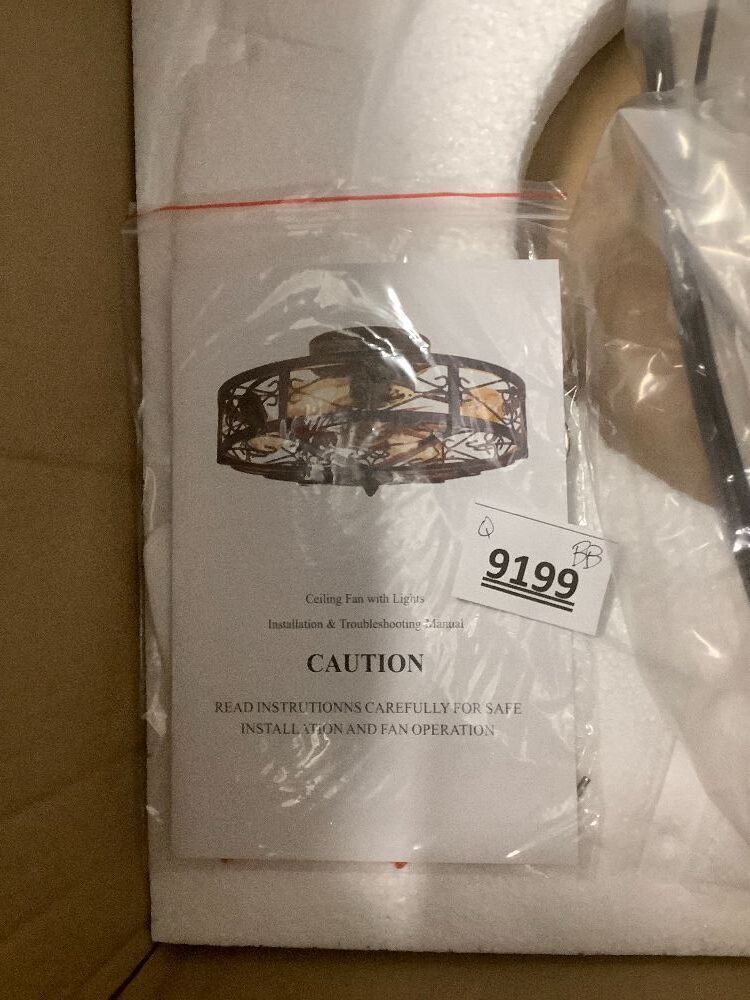 Q
BB
9199
Ceiling Fan with Lights
Installation & Troubleshooting Manual
CAUTION
READ INSTRUTIONNS CAREFULLY FOR SAFE
INSTALLATION AND FAN OPERATION